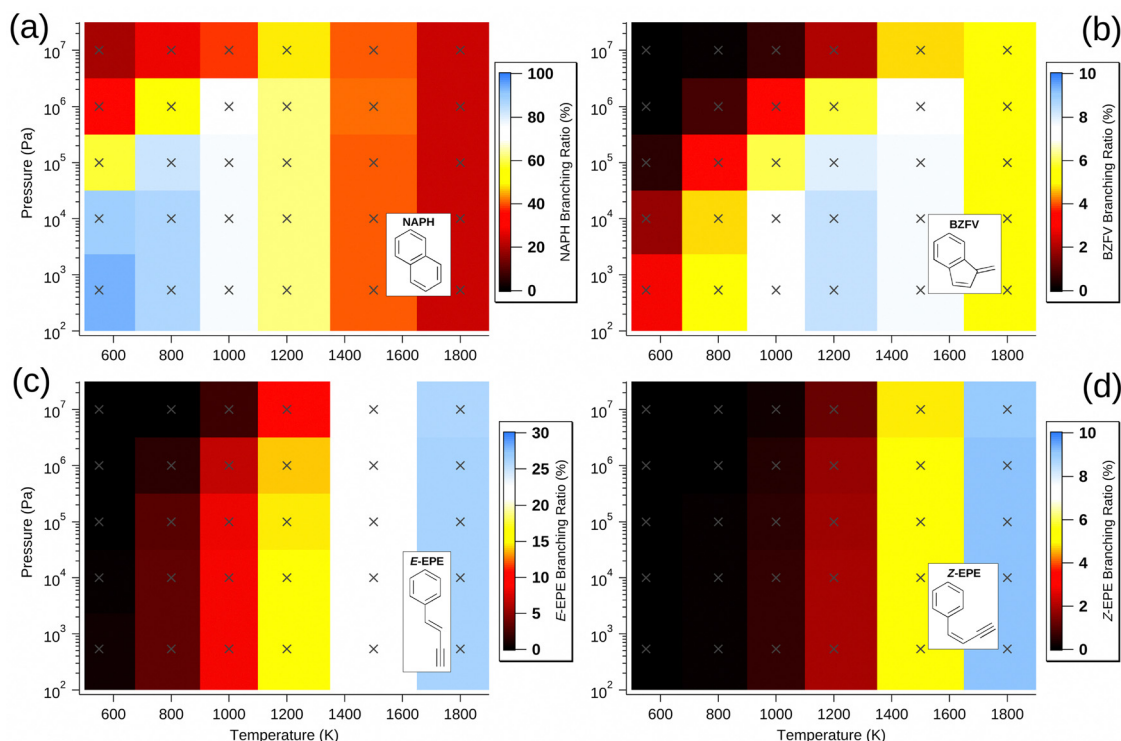 (a)
Pressure (Pa)
10⁷
10⁶
10⁵
10⁴
10³
10²
600 800 1000 1200 1400 1600 1800
NAPH
100
80
60
40
20
0
NAPH Branching Ratio (%)
(b)
10⁷
10⁶
10⁵
10⁴
10³
10²
600 800 1000 1200 1400 1600 1800
BZFV
10
8
6
4
2
0
BZFV Branching Ratio (%)
(c)
Pressure (Pa)
10⁷
10⁶
10⁵
10⁴
10³
10²
600 800 1000 1200 1400 1600 1800
Temperature (K)
E-EPE
30
25
20
15
10
5
0
E-EPE Branching Ratio (%)
(d)
10⁷
10⁶
10⁵
10⁴
10³
10²
600 800 1000 1200 1400 1600 1800
Temperature (K)
Z-EPE
10
8
6
4
2
0
Z-EPE Branching Ratio (%)